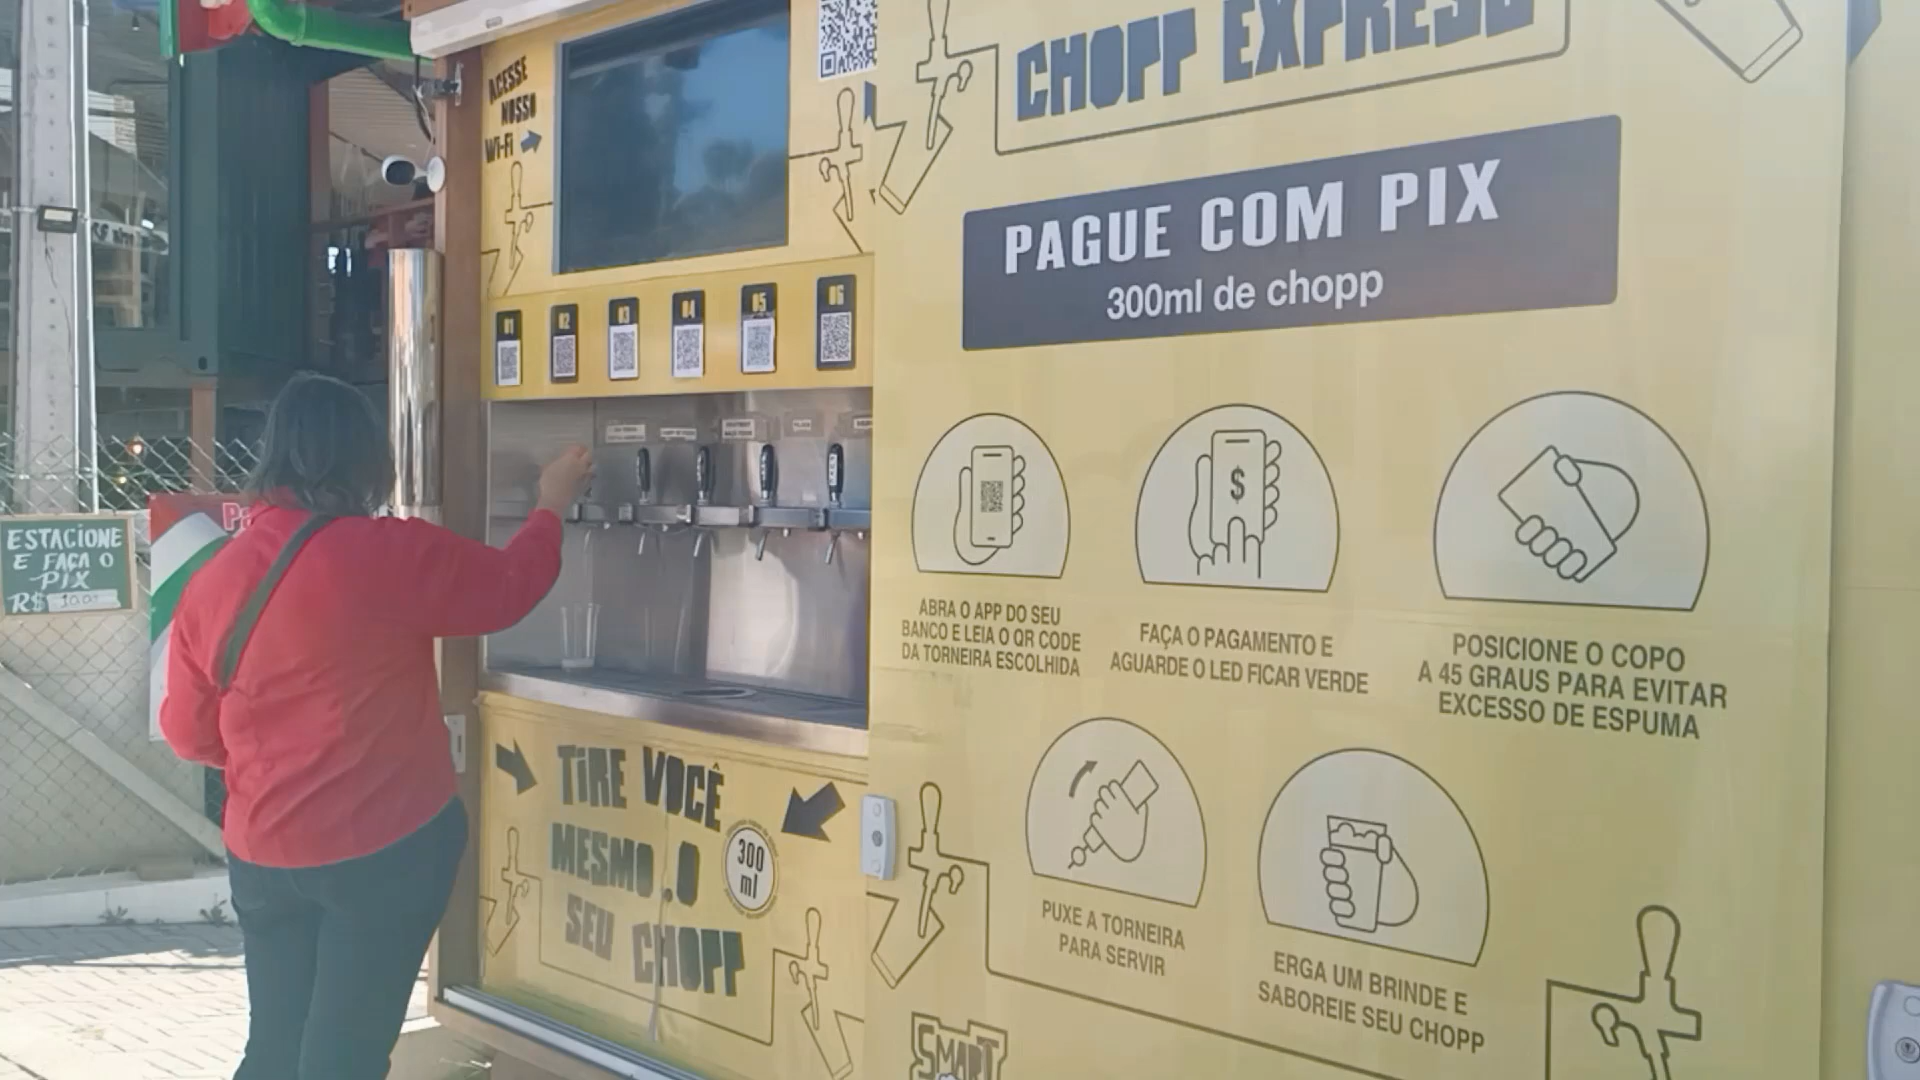 ACESSE
NOSSO
Wi-Fi
CHOPP EXPRESS
PAGUE COM PIX
300ml de chopp
01
02
03
04
05
06
ABRA O APP DO SEU
BANCO E LEIA O QR CODE
DA TORNEIRA ESCOLHIDA
$
FAÇA O PAGAMENTO E
AGUARDE O LED FICAR VERDE
POSICIONE O COPO
A 45 GRAUS PARA EVITAR
EXCESSO DE ESPUMA
PUXE A TORNEIRA
PARA SERVIR
ERGA UM BRINDE E
SABOREIE SEU CHOPP
TIRE VOCÊ
MESMO.O
SEU CHOPP
300
ml
SMART
ESTACIONE
E FAÇA O
PIX
R$ 10,00
Pa